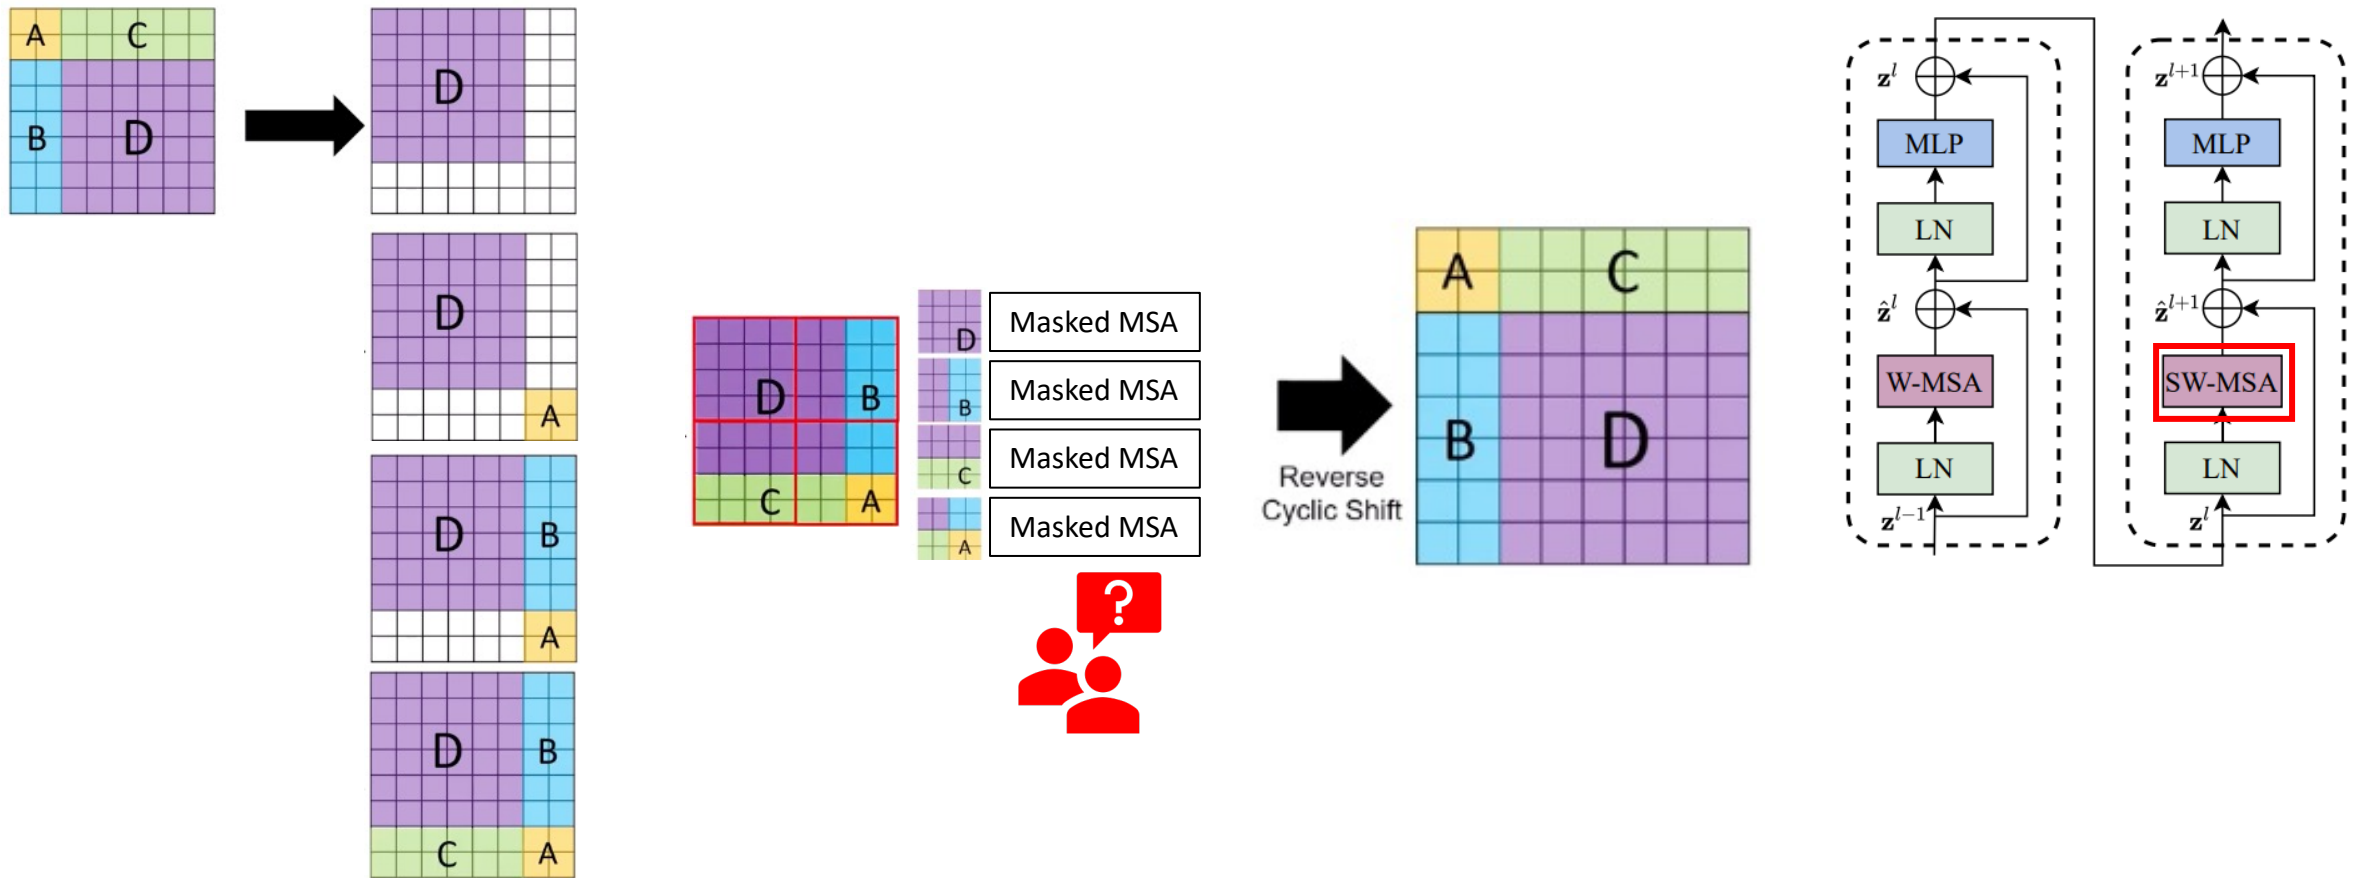 A
C
B
D
D
D
A
D
B
A
D
B
C
A
D
B
C
A
D
B
C
A
Masked MSA
Masked MSA
Masked MSA
Masked MSA
?
Reverse
Cyclic Shift
A
C
B
D
z^l
MLP
LN
ẑ^l
W-MSA
LN
z^{l-1}
z^{l+1}
MLP
LN
ẑ^{l+1}
SW-MSA
LN
z^l